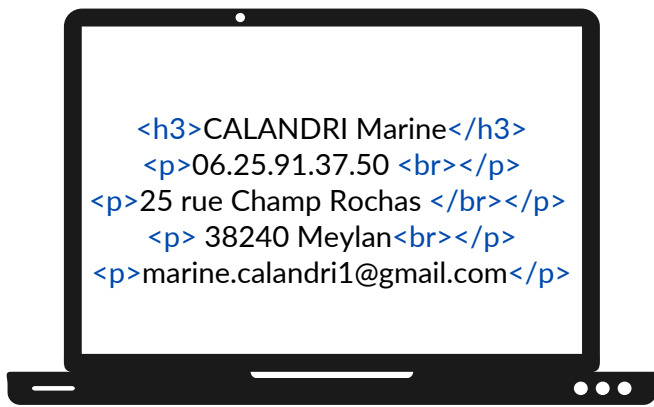 <h3>CALANDRI Marine</h3>
<p>06.25.91.37.50 <br></p>
<p>25 rue Champ Rochas </br></p>
<p> 38240 Meylan<br></p>
<p>marine.calandri1@gmail.com</p>